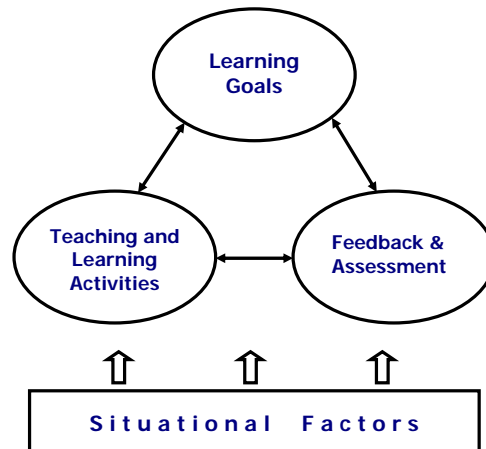 Learning
Goals
Teaching and
Learning
Activities
Feedback &
Assessment
Situational Factors